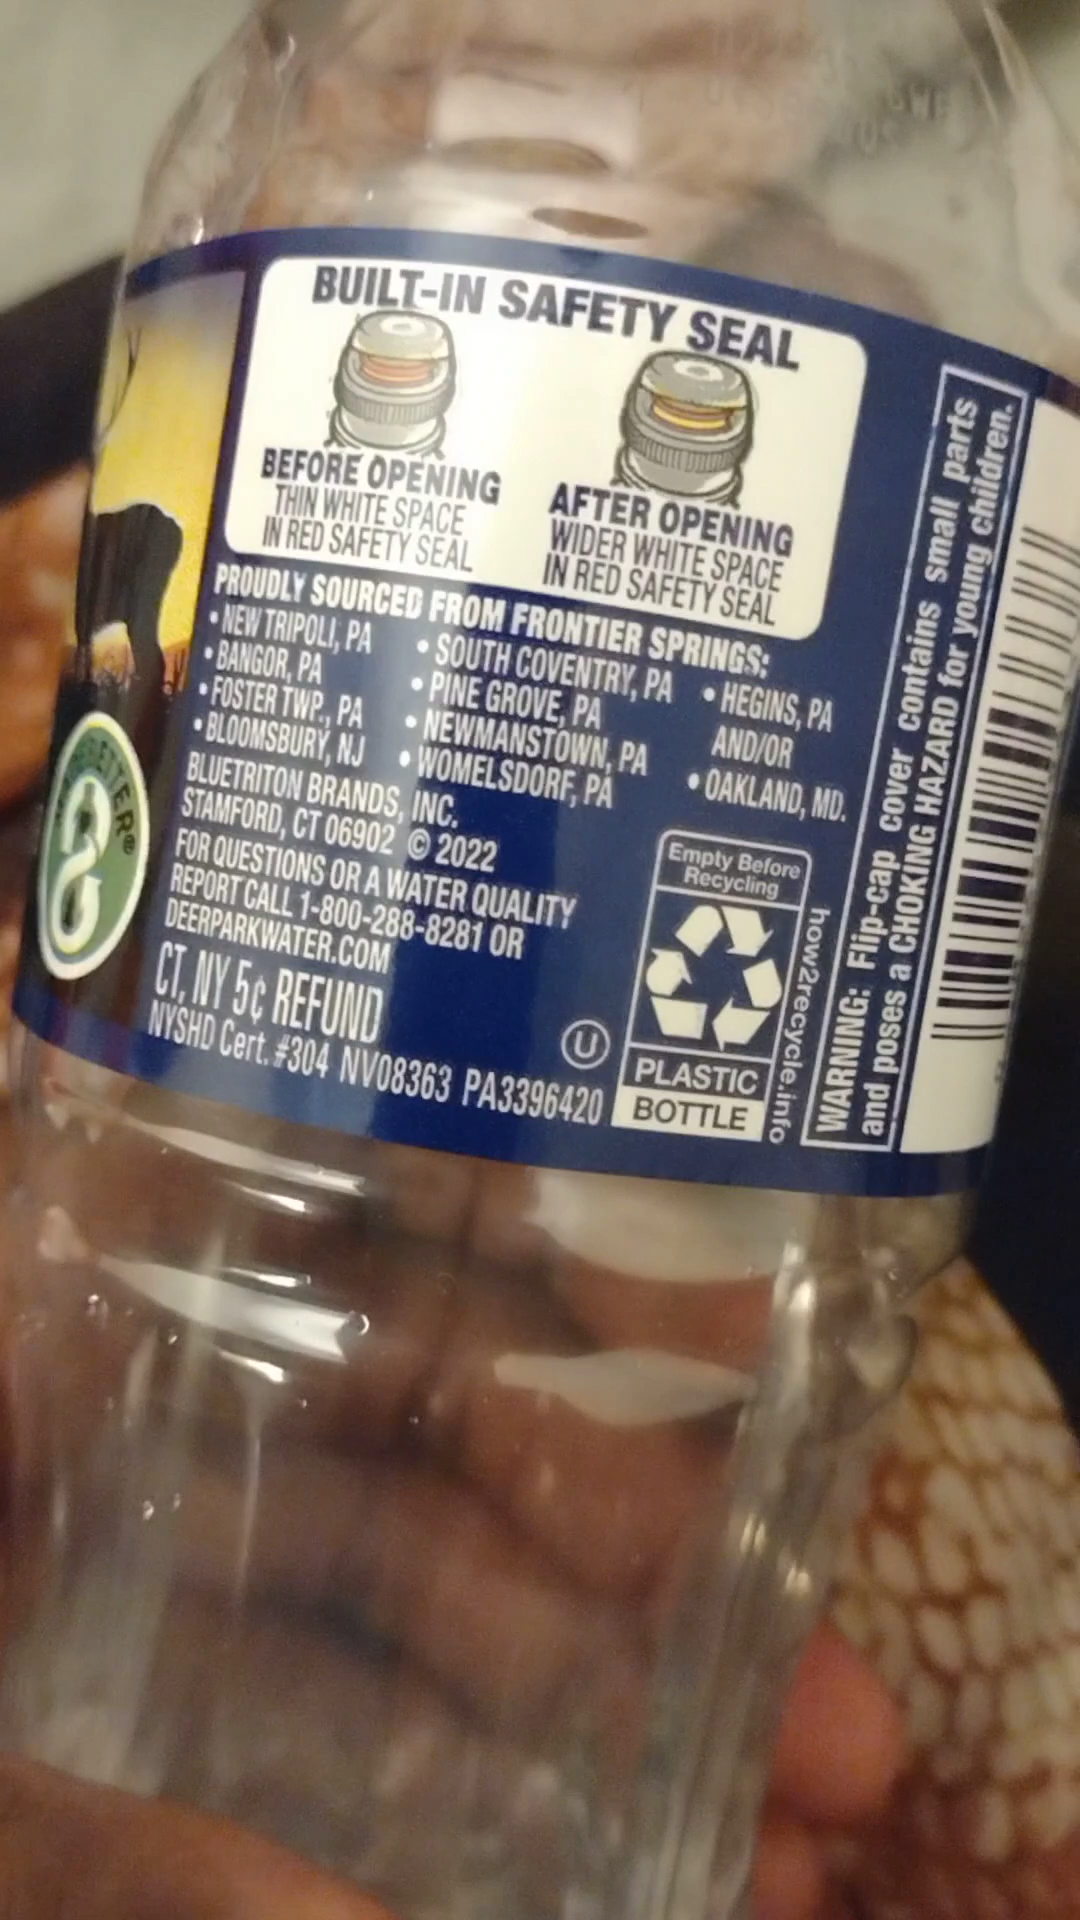 BUILT-IN SAFETY SEAL
BEFORE OPENING
THIN WHITE SPACE
IN RED SAFETY SEAL
AFTER OPENING
WIDER WHITE SPACE
IN RED SAFETY SEAL
PROUDLY SOURCED FROM FRONTIER SPRINGS:
• NEW TRIPOLI, PA
• BANGOR, PA
• FOSTER TWP., PA
• BLOOMSBURY, NJ
• SOUTH COVENTRY, PA
• PINE GROVE, PA
• NEWMANSTOWN, PA
• WOMELSDORF, PA
• HEGINS, PA
AND/OR
• OAKLAND, MD.
BLUETRITON BRANDS, INC.
STAMFORD, CT 06902 © 2022
FOR QUESTIONS OR A WATER QUALITY
REPORT CALL 1-800-288-8281 OR
DEERPARKWATER.COM
CT, NY 5¢ REFUND
NYSHD Cert. #304 NV08363 PA3396420
U
Empty Before
Recycling
PLASTIC
BOTTLE
how2recycle.info
WARNING: Flip-cap cover contains small parts
and poses a CHOKING HAZARD for young children.